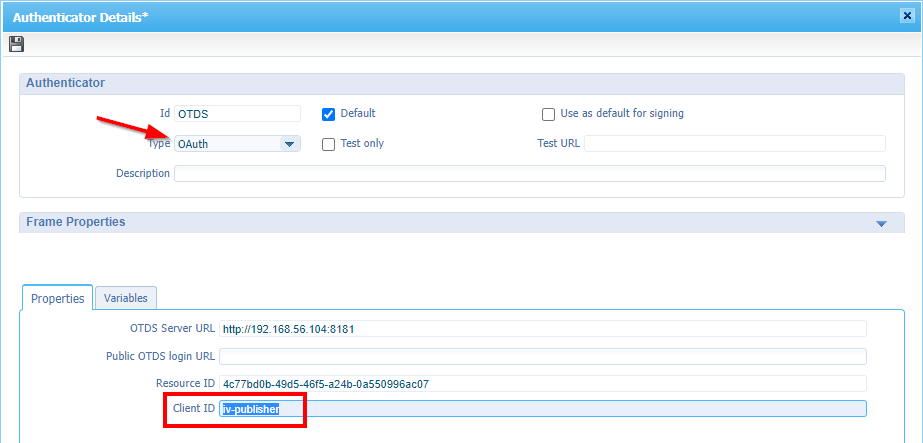 Authenticator Details*
Authenticator
Id OTDS Default Use as default for signing
Type OAuth Test only Test URL
Description
Frame Properties
Properties Variables
OTDS Server URL http://192.168.56.104:8181
Public OTDS login URL
Resource ID 4c77bd0b-49d5-46f5-a24b-0a550996ac07
Client ID iv-publisher